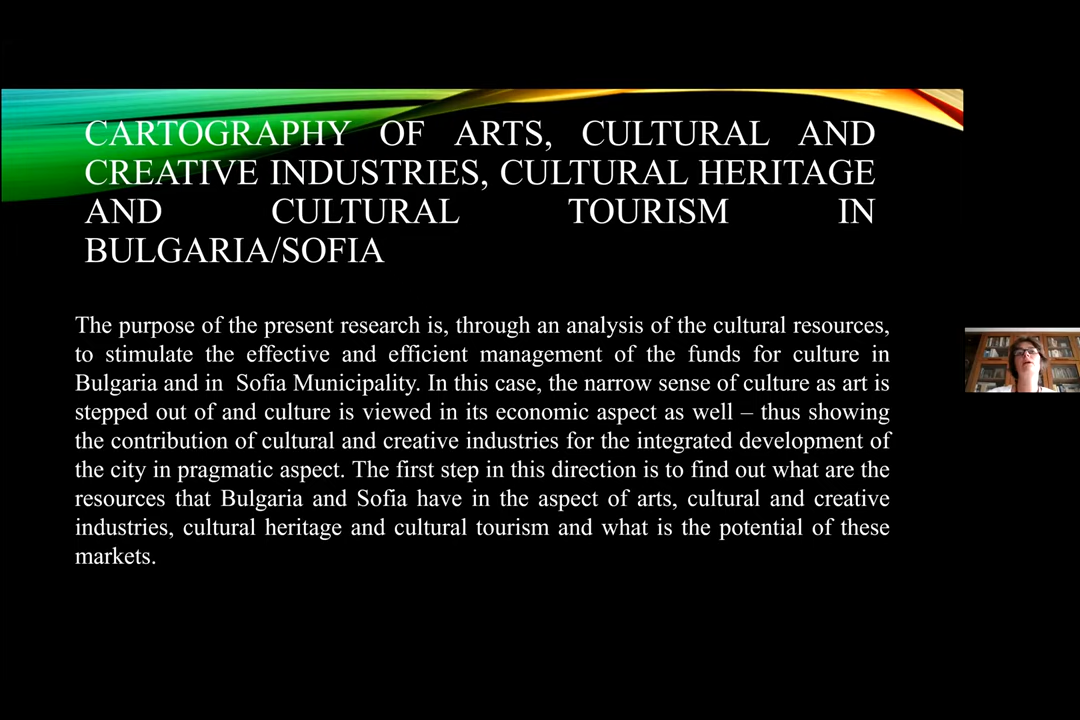 CARTOGRAPHY OF ARTS, CULTURAL AND
CREATIVE INDUSTRIES, CULTURAL HERITAGE
AND CULTURAL TOURISM IN
BULGARIA/SOFIA
The purpose of the present research is, through an analysis of the cultural resources,
to stimulate the effective and efficient management of the funds for culture in
Bulgaria and in Sofia Municipality. In this case, the narrow sense of culture as art is
stepped out of and culture is viewed in its economic aspect as well – thus showing
the contribution of cultural and creative industries for the integrated development of
the city in pragmatic aspect. The first step in this direction is to find out what are the
resources that Bulgaria and Sofia have in the aspect of arts, cultural and creative
industries, cultural heritage and cultural tourism and what is the potential of these
markets.